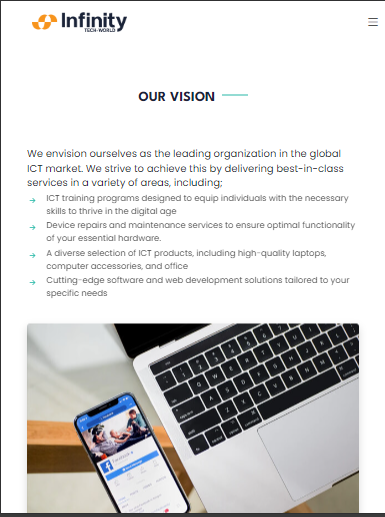 Infinity
TECH-WORLD
OUR VISION
We envision ourselves as the leading organization in the global
ICT market. We strive to achieve this by delivering best-in-class
services in a variety of areas, including;
ICT training programs designed to equip individuals with the necessary
skills to thrive in the digital age
Device repairs and maintenance services to ensure optimal functionality
of your essential hardware.
A diverse selection of ICT products, including high-quality laptops,
computer accessories, and office
Cutting-edge software and web development solutions tailored to your
specific needs